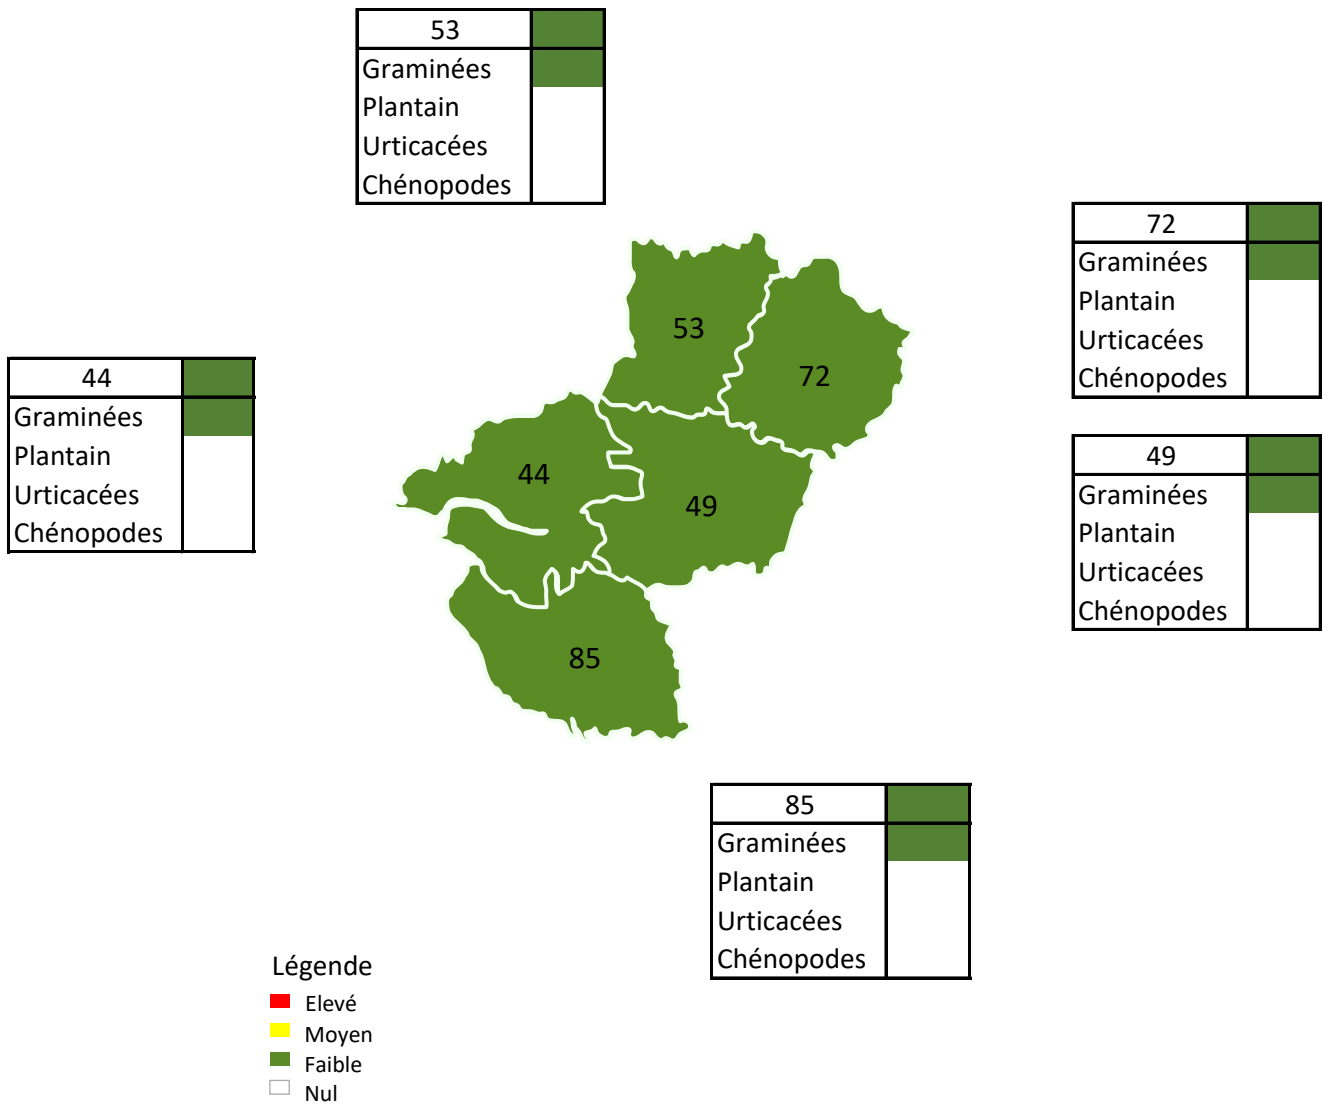 53
Graminées
Plantain
Urticacées
Chénopodes
72
Graminées
Plantain
Urticacées
Chénopodes
53
72
44
Graminées
Plantain
Urticacées
Chénopodes
44
49
49
Graminées
Plantain
Urticacées
Chénopodes
85
85
Graminées
Plantain
Urticacées
Chénopodes
Légende
Elevé
Moyen
Faible
Nul